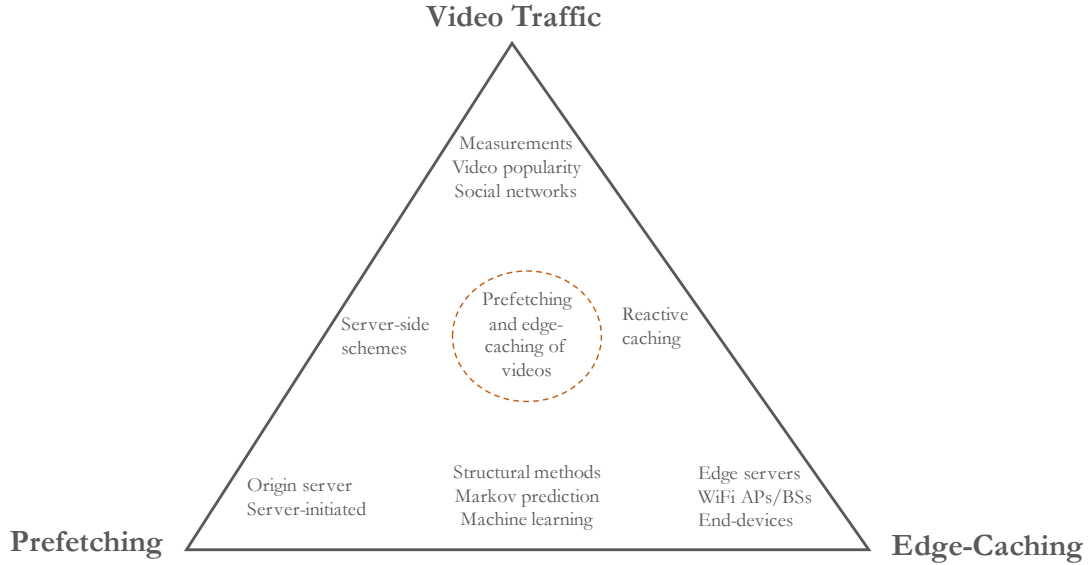 Video Traffic
Measurements
Video popularity
Social networks
Server-side
schemes
Prefetching
and edge-
caching of
videos
Reactive
caching
Origin server
Server-initiated
Structural methods
Markov prediction
Machine learning
Edge servers
WiFi APs/BSs
End-devices
Prefetching
Edge-Caching